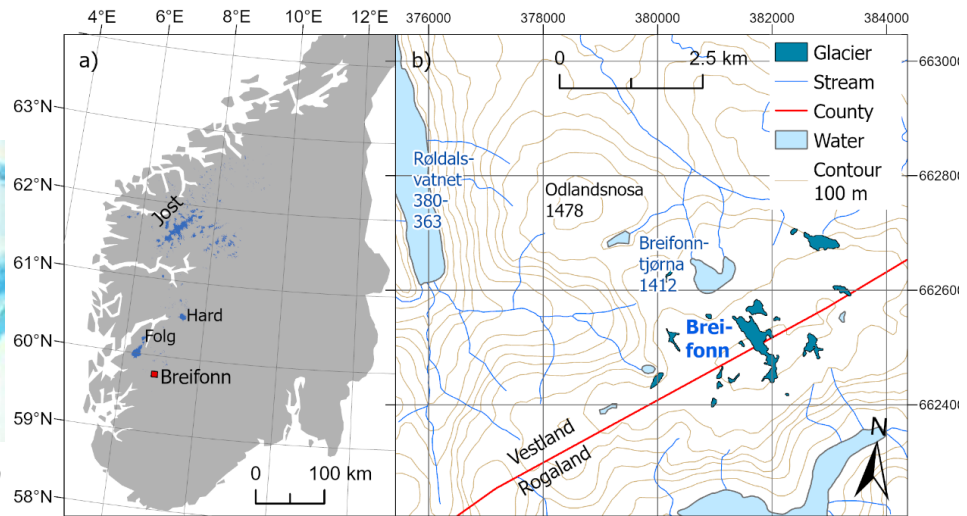 4°E 6°E 8°E 10°E 12°E
376000 378000 380000 382000 384000
a)
63°N
62°N
61°N
60°N
59°N
58°N
Jost
Hard
Folg
Breifonn
0 100 km
b)
0 2.5 km
Glacier
Stream
County
Water
Contour
100 m
663000
662800
662600
662400
Røldals-
vatnet
380-
363
Odlandsnosa
1478
Breifonn-
tjørna
1412
Brei-
fonn
Vestland
Rogaland
N